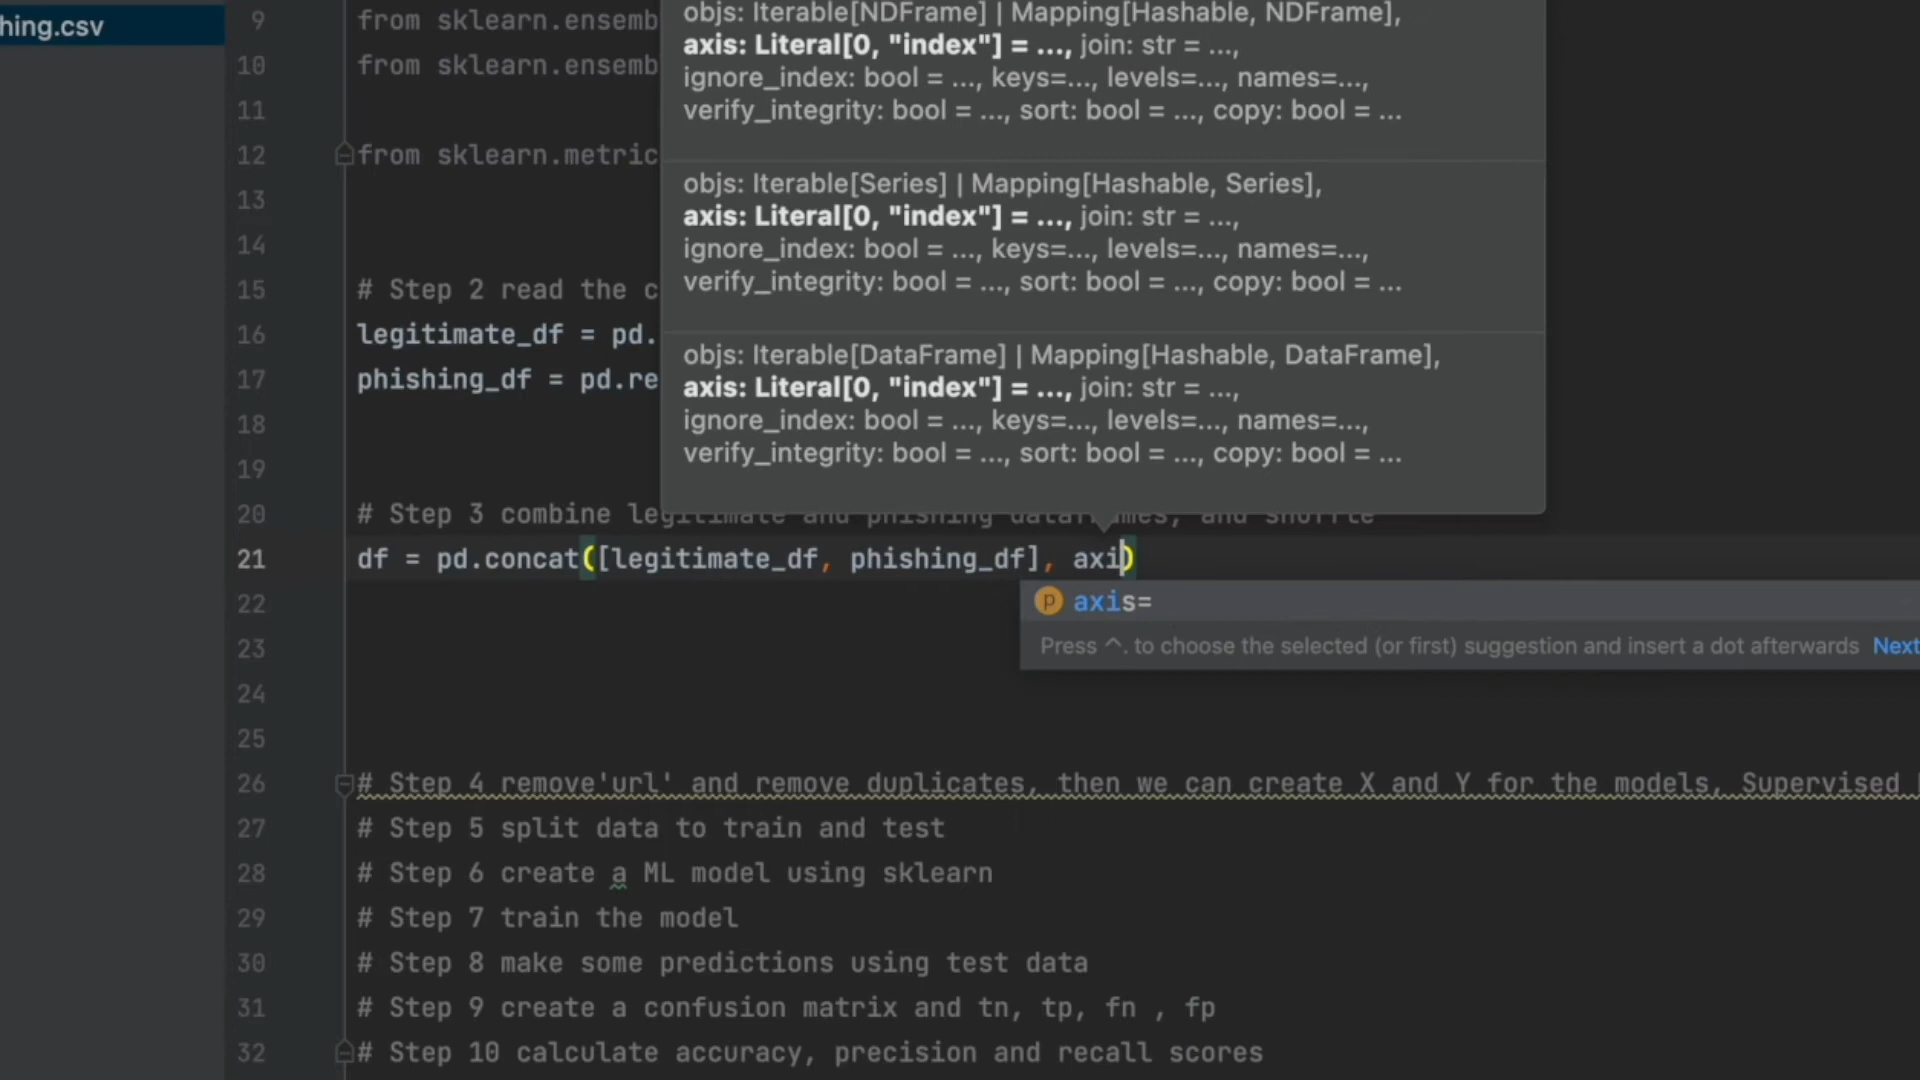 hing.csv
9 from sklearn.ensemb
10 from sklearn.ensemb
11
12 from sklearn.metric
13
14
15 # Step 2 read the c
16 legitimate_df = pd.
17 phishing_df = pd.re
18
19
objs: Iterable[NDFrame] | Mapping[Hashable, NDFrame],
axis: Literal[0, "index"] = ..., join: str = ...,
ignore_index: bool = ..., keys=..., levels=..., names=...,
verify_integrity: bool = ..., sort: bool = ..., copy: bool = ...
objs: Iterable[Series] | Mapping[Hashable, Series],
axis: Literal[0, "index"] = ..., join: str = ...,
ignore_index: bool = ..., keys=..., levels=..., names=...,
verify_integrity: bool = ..., sort: bool = ..., copy: bool = ...
objs: Iterable[DataFrame] | Mapping[Hashable, DataFrame],
axis: Literal[0, "index"] = ..., join: str = ...,
ignore_index: bool = ..., keys=..., levels=..., names=...,
verify_integrity: bool = ..., sort: bool = ..., copy: bool = ...
20 # Step 3 combine legitimate and phishing dataframes, and shuffle
21 df = pd.concat([legitimate_df, phishing_df], axi)
22
p axis=
Press ^. to choose the selected (or first) suggestion and insert a dot afterwards Next
23
24
25
26 # Step 4 remove'url' and remove duplicates, then we can create X and Y for the models, Supervised
27 # Step 5 split data to train and test
28 # Step 6 create a ML model using sklearn
29 # Step 7 train the model
30 # Step 8 make some predictions using test data
31 # Step 9 create a confusion matrix and tn, tp, fn , fp
32 # Step 10 calculate accuracy, precision and recall scores